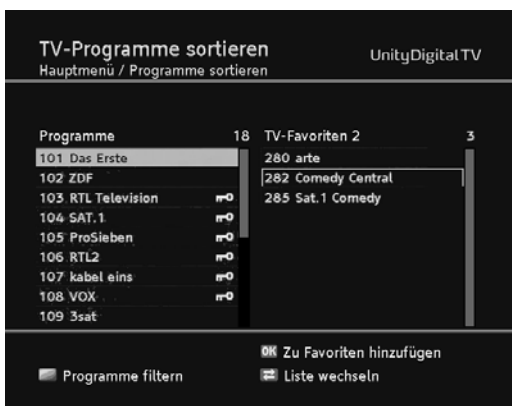 TV-Programme sortieren
UnityDigitalTV
Hauptmenü / Programme sortieren
Programme 18
101 Das Erste
102 ZDF
103 RTL Television
104 SAT.1
105 ProSieben
106 RTL2
107 kabel eins
108 VOX
109 3sat
TV-Favoriten 2 3
280 arte
282 Comedy Central
285 Sat.1 Comedy
OK Zu Favoriten hinzufügen
Programme filtern
Liste wechseln